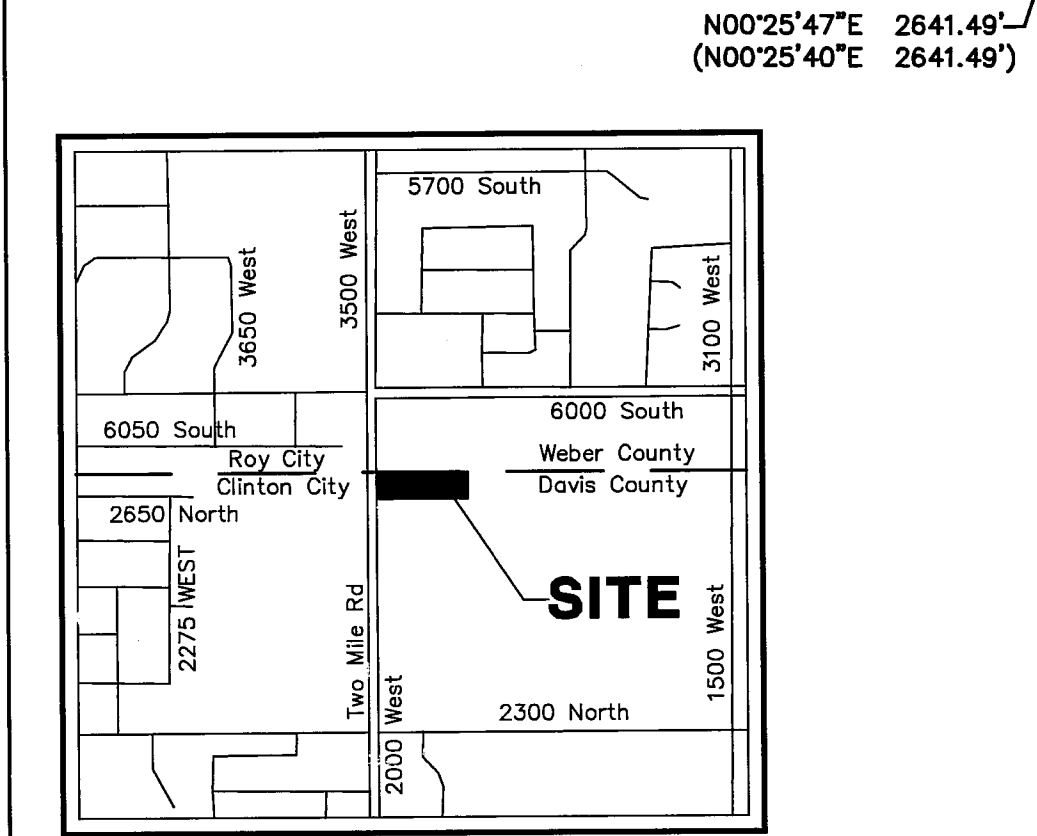 N00°25'47"E 2641.49'
(N00°25'40"E 2641.49')
5700 South
3650 West
3500 West
3100 West
6000 South
6050 South
Roy City
Weber County
Clinton City
Davis County
2650 North
2275 WEST
SITE
Two Mile Rd
1500 West
2000 West
2300 North